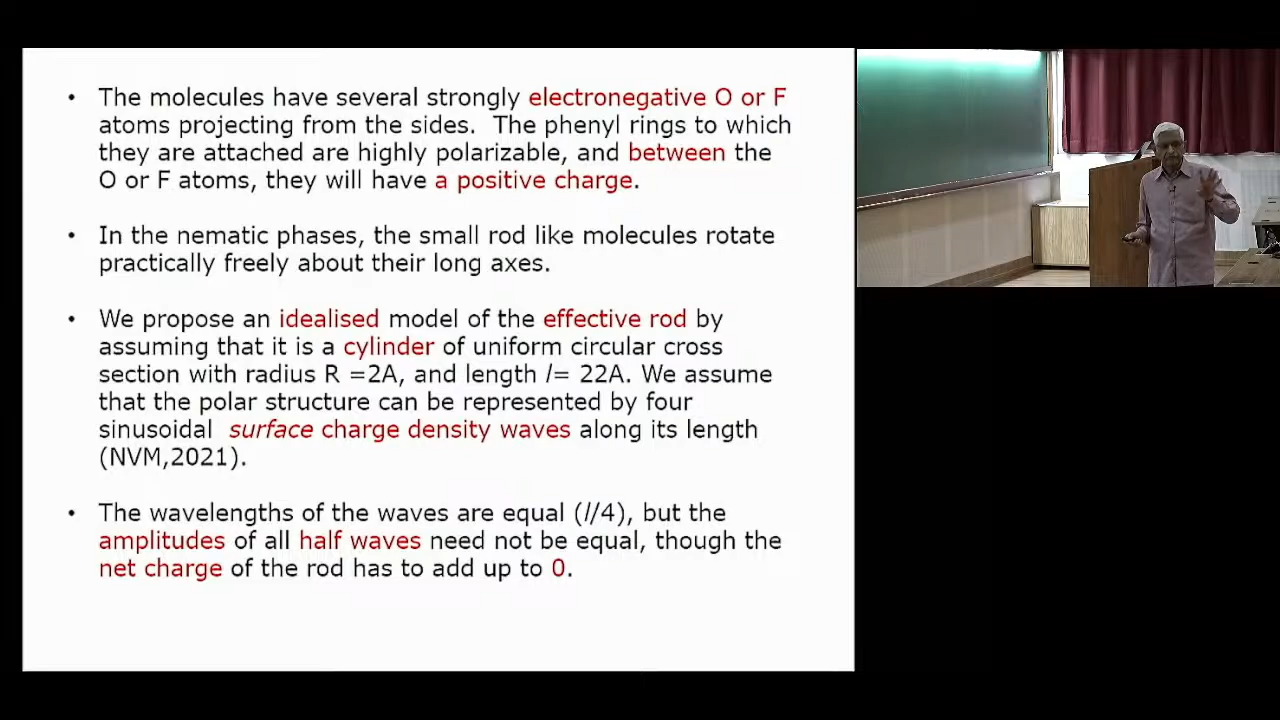 • The molecules have several strongly electronegative O or F
atoms projecting from the sides. The phenyl rings to which
they are attached are highly polarizable, and between the
O or F atoms, they will have a positive charge.
• In the nematic phases, the small rod like molecules rotate
practically freely about their long axes.
• We propose an idealised model of the effective rod by
assuming that it is a cylinder of uniform circular cross
section with radius R =2A, and length l= 22A. We assume
that the polar structure can be represented by four
sinusoidal surface charge density waves along its length
(NVM,2021).
• The wavelengths of the waves are equal (l/4), but the
amplitudes of all half waves need not be equal, though the
net charge of the rod has to add up to 0.